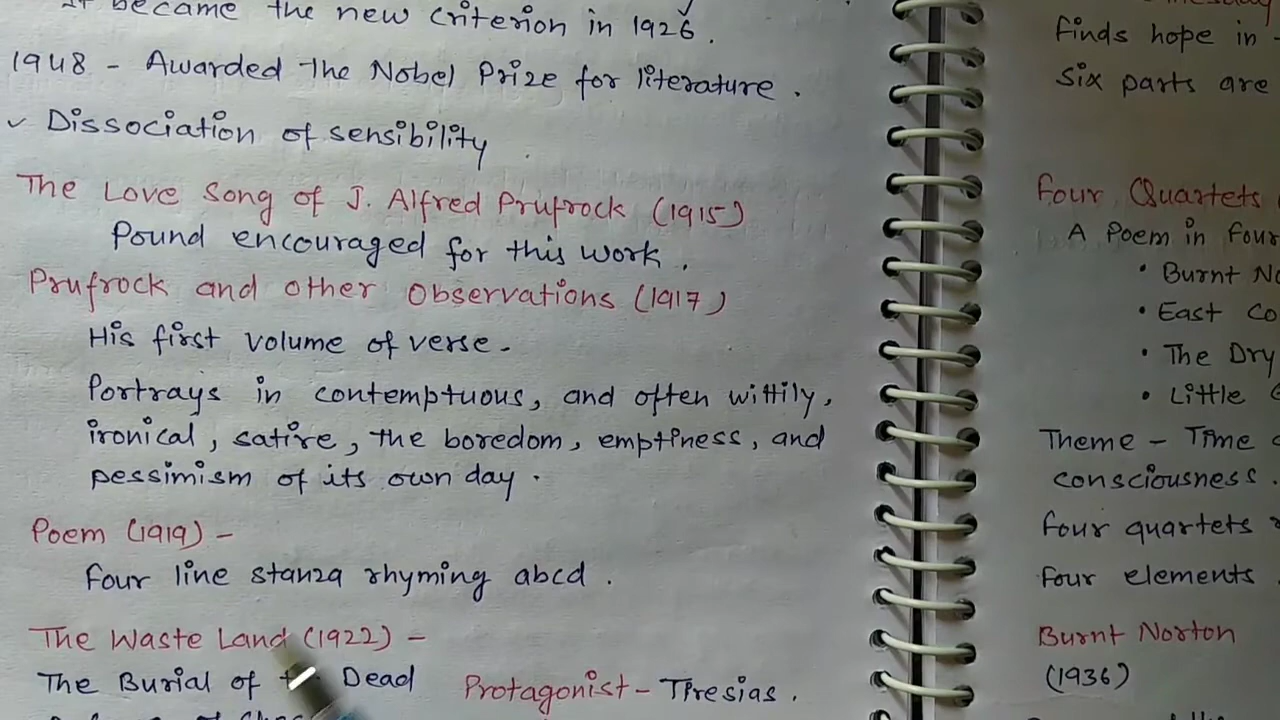 It became the new criterion in 1926.
1948 - Awarded the Nobel Prize for literature.
✓ Dissociation of sensibility
The Love Song of J. Alfred Prufrock (1915)
Pound encouraged for this work.
Prufrock and other Observations (1917)
His first volume of verse.
Portrays in contemptuous, and often wittily,
ironical, satire, the boredom, emptiness, and
pessimism of its own day.
Poem (1919) -
Four line stanza rhyming abcd.
The Waste Land (1922) -
The Burial of Dead
Protagonist - Tiresias.
finds hope in
Six parts are
Four Quartets
A Poem in four
• Burnt No
• East Co
• The Dry
• Little
Theme - Time
consciousness.
four quartets
four elements
Burnt Norton
(1936)